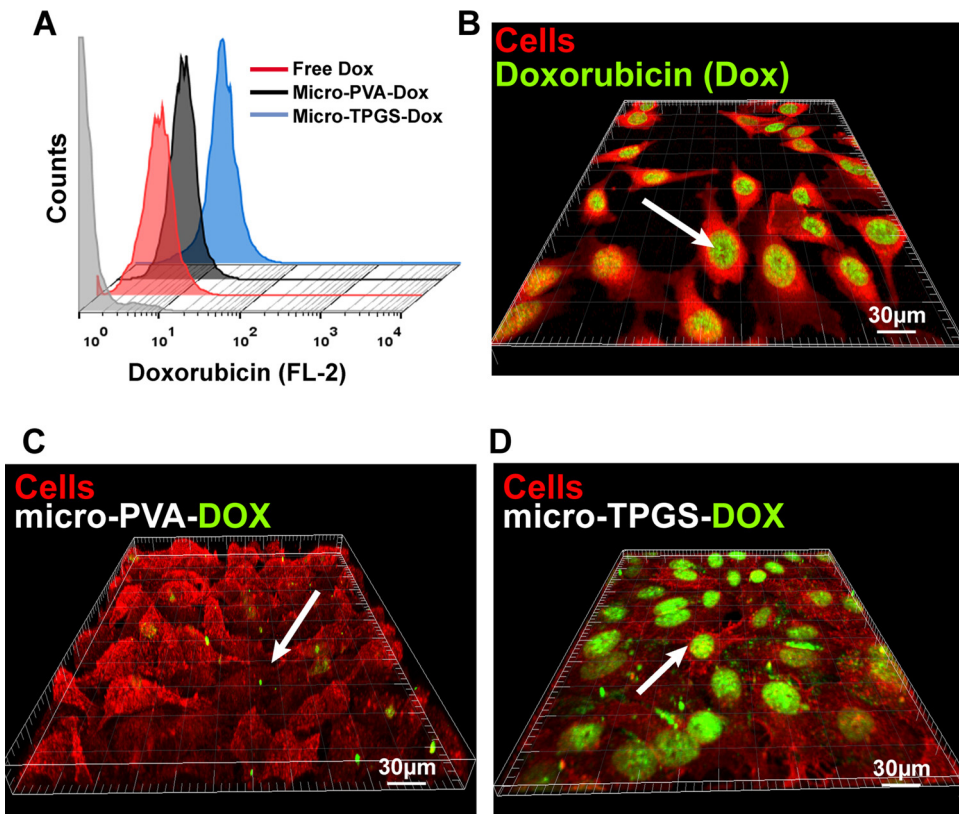 A
Free Dox
Micro-PVA-Dox
Micro-TPGS-Dox
Counts
10⁰ 10¹ 10² 10³ 10⁴
Doxorubicin (FL-2)
B
Cells
Doxorubicin (Dox)
30µm
C
Cells
micro-PVA-DOX
30µm
D
Cells
micro-TPGS-DOX
30µm